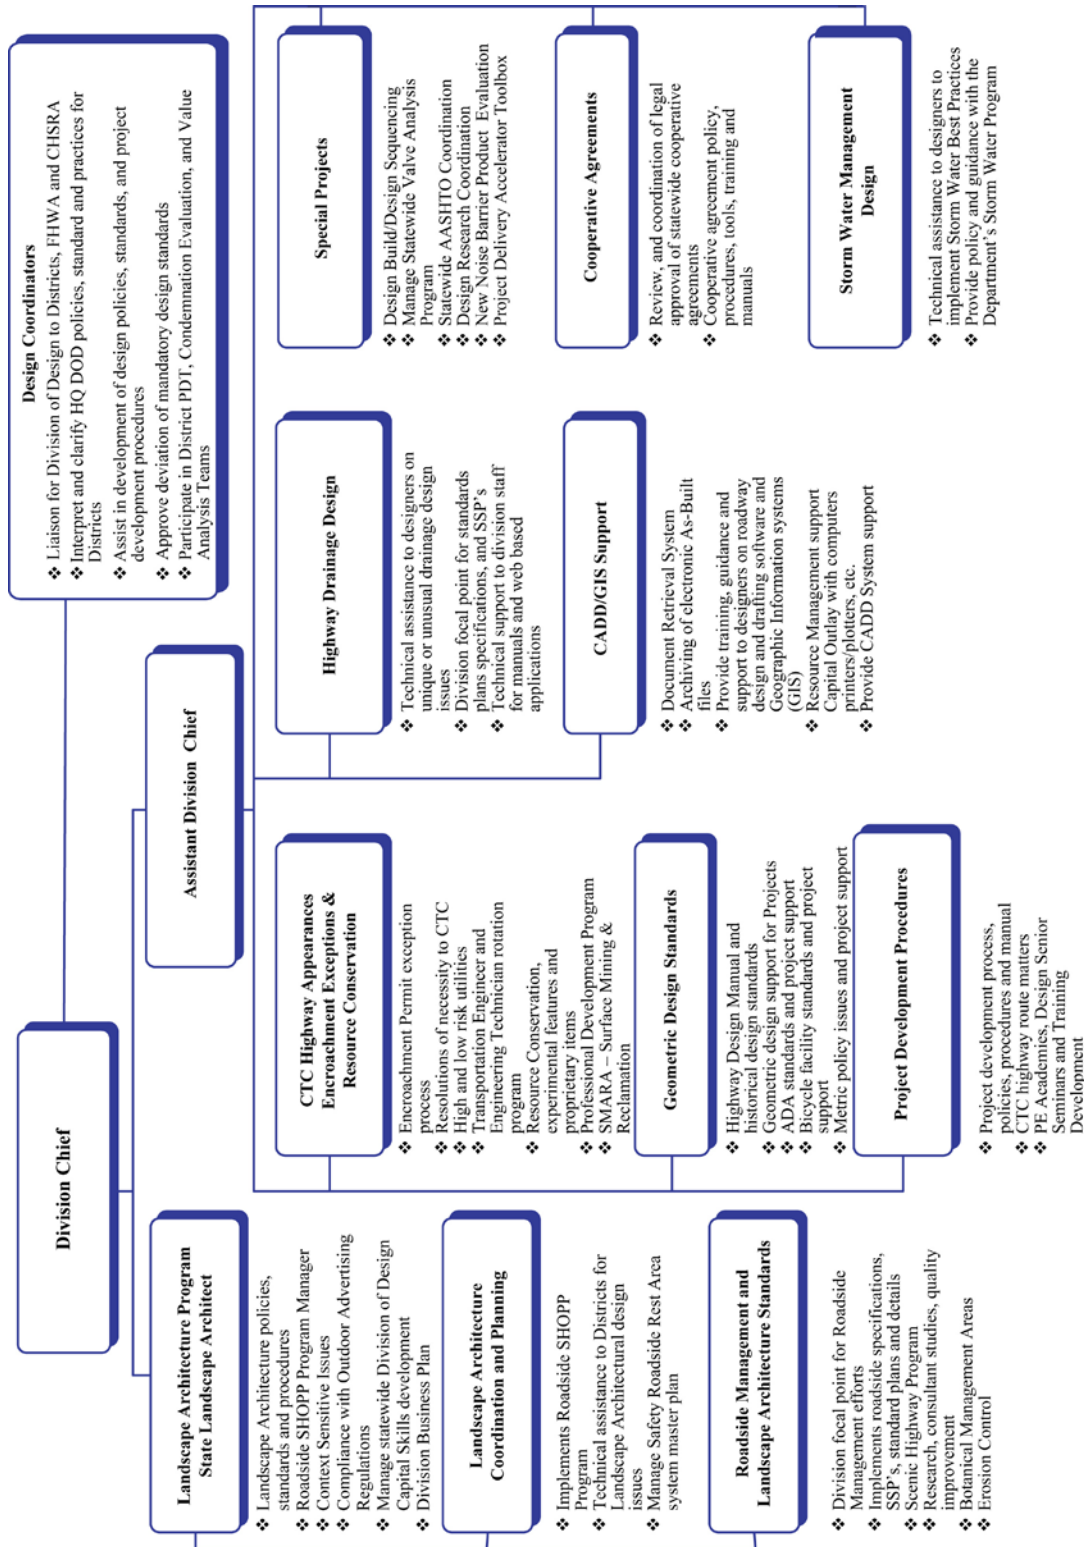 Division Chief
Design Coordinators
❖ Liaison for Division of Design to Districts, FHWA and CHSRA
❖ Interpret and clarify HQ DOD policies, standard and practices for
Districts
❖ Assist in development of design policies, standards, and project
development procedures
❖ Approve deviation of mandatory design standards
❖ Participate in District PDT, Condemnation Evaluation, and Value
Analysis Teams
Assistant Division Chief
Landscape Architecture Program
State Landscape Architect
❖ Landscape Architecture policies,
standards and procedures
❖ Roadside SHOPP Program Manager
❖ Context Sensitive Issues
❖ Compliance with Outdoor Advertising
Regulations
❖ Manage statewide Division of Design
Capital Skills development
❖ Division Business Plan
Landscape Architecture
Coordination and Planning
❖ Implements Roadside SHOPP
Program
❖ Technical assistance to Districts for
Landscape Architectural design
issues
❖ Manage Safety Roadside Rest Area
system master plan
Roadside Management and
Landscape Architecture Standards
❖ Division focal point for Roadside
Management efforts
❖ Implements roadside specifications,
SSP's, standard plans and details
❖ Scenic Highway Program
❖ Research, consultant studies, quality
improvement
❖ Botanical Management Areas
❖ Erosion Control
CTC Highway Appearances
Encroachment Exceptions &
Resource Conservation
❖ Encroachment Permit exception
process
❖ Resolutions of necessity to CTC
❖ High and low risk utilities
❖ Transportation Engineer and
Engineering Technician rotation
program
❖ Resource Conservation,
experimental features and
proprietary items
❖ Professional Development Program
❖ SMARA – Surface Mining &
Reclamation
Geometric Design Standards
❖ Highway Design Manual and
historical design standards
❖ Geometric design support for Projects
❖ ADA standards and project support
❖ Bicycle facility standards and project
support
❖ Metric policy issues and project support
Project Development Procedures
❖ Project development process,
policies, procedures and manual
❖ CTC highway route matters
❖ PE Academies, Design Senior
Seminars and Training
Development
Highway Drainage Design
❖ Technical assistance to designers on
unique or unusual drainage design
issues
❖ Division focal point for standards
plans specifications, and SSP's
❖ Technical support to division staff
for manuals and web based
applications
CADD/GIS Support
❖ Document Retrieval System
❖ Archiving of electronic As-Built
files
❖ Provide training, guidance and
support to designers on roadway
design and drafting software and
Geographic Information systems
(GIS)
❖ Resource Management support
Capital Outlay with computers
printers/plotters, etc.
❖ Provide CADD System support
Special Projects
❖ Design Build/Design Sequencing
❖ Manage Statewide Valve Analysis
Program
❖ Statewide AASHTO Coordination
❖ Design Research Coordination
❖ New Noise Barrier Product Evaluation
❖ Project Delivery Accelerator Toolbox
Cooperative Agreements
❖ Review, and coordination of legal
approval of statewide cooperative
agreements
❖ Cooperative agreement policy,
procedures, tools, training and
manuals
Storm Water Management
Design
❖ Technical assistance to designers to
implement Storm Water Best Practices
❖ Provide policy and guidance with the
Department's Storm Water Program